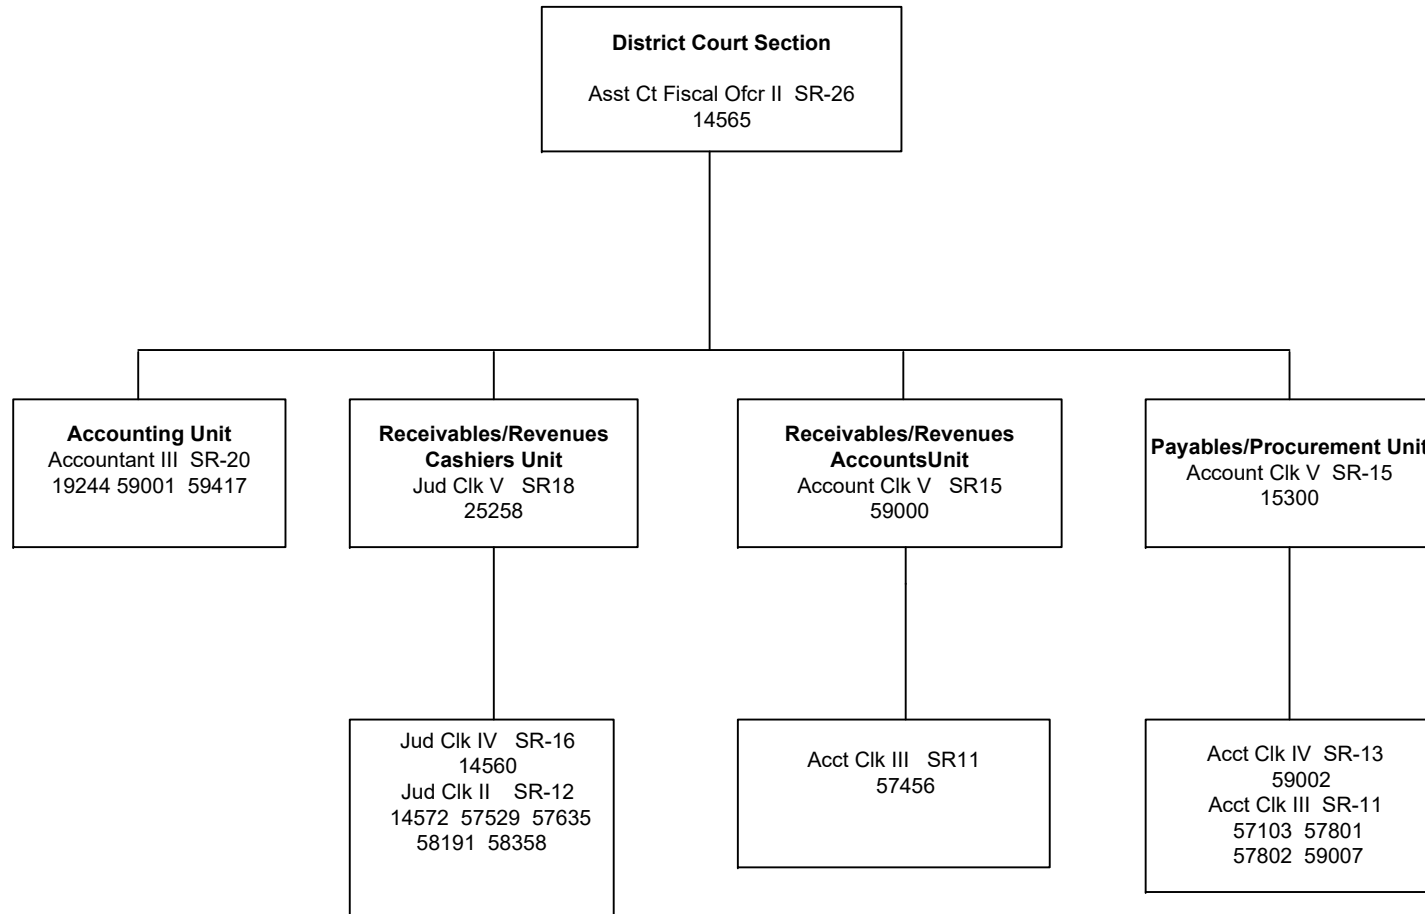 District Court Section
Asst Ct Fiscal Ofcr II  SR-26
14565
Accounting Unit
Accountant III  SR-20
19244 59001  59417
Receivables/Revenues
Cashiers Unit
Jud Clk V   SR18
25258
Receivables/Revenues
AccountsUnit
Account Clk V   SR15
59000
Payables/Procurement Unit
Account Clk V  SR-15
15300
Jud Clk IV   SR-16
14560
Jud Clk II   SR-12
14572  57529  57635
58191  58358
Acct Clk III   SR11
57456
Acct Clk IV  SR-13
59002
Acct Clk III  SR-11
57103  57801
57802  59007